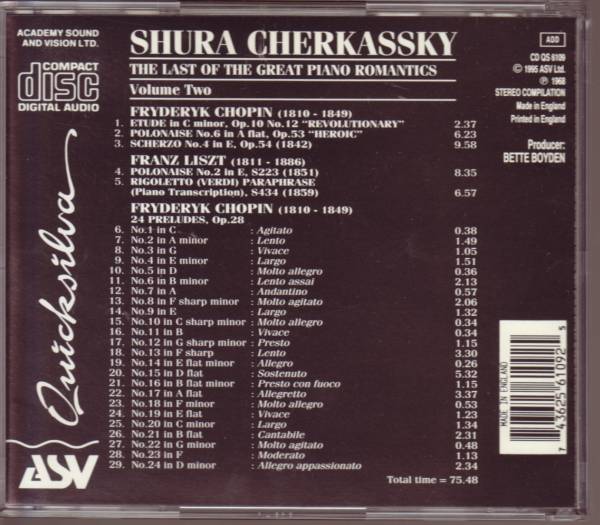 ACADEMY SOUND
AND VISION LTD.
COMPACT
disc
DIGITAL AUDIO
SHURA CHERKASSKY
THE LAST OF THE GREAT PIANO ROMANTICS
Volume Two
ADD
CD QS 6109
© 1995 ASV Ltd.
℗ 1968
STEREO COMPILATION
Made in England
Printed in England
Producer:
BETTE BOYDEN
FRYDERYK CHOPIN (1810 - 1849)
1. ETUDE in C minor, Op.10 No.12 "REVOLUTIONARY" 2.37
2. POLONAISE No.6 in A flat, Op.53 "HEROIC" 6.23
3. SCHERZO No.4 in E, Op.54 (1842) 9.58
FRANZ LISZT (1811 - 1886)
4. POLONAISE No.2 in E, S223 (1851) 8.35
5. RIGOLETTO (VERDI) PARAPHRASE
(Piano Transcription), S434 (1859) 6.57
FRYDERYK CHOPIN (1810 - 1849)
24 PRELUDES, Op.28
6. No.1 in C : Agitato 0.38
7. No.2 in A minor : Lento 1.49
8. No.3 in G : Vivace 1.05
9. No.4 in E minor : Largo 1.51
10. No.5 in D : Molto allegro 0.36
11. No.6 in B minor : Lento assai 2.13
12. No.7 in A : Andantino 0.57
13. No.8 in F sharp minor : Molto agitato 2.06
14. No.9 in E : Largo 1.32
15. No.10 in C sharp minor : Molto allegro 0.34
16. No.11 in B : Vivace 0.34
17. No.12 in G sharp minor : Presto 1.15
18. No.13 in F sharp : Lento 3.30
19. No.14 in E flat minor : Allegro 0.26
20. No.15 in D flat : Sostenuto 5.32
21. No.16 in B flat minor : Presto con fuoco 1.15
22. No.17 in A flat : Allegretto 3.37
23. No.18 in F minor : Molto allegro 0.53
24. No.19 in E flat : Vivace 1.23
25. No.20 in C minor : Largo 1.34
26. No.21 in B flat : Cantabile 2.31
27. No.22 in G minor : Molto agitato 0.48
28. No.23 in F : Moderato 1.13
29. No.24 in D minor : Allegro appassionato 2.34
Total time = 75.48
Quicksilva
ASV
MADE IN ENGLAND
7 43625 61092 5